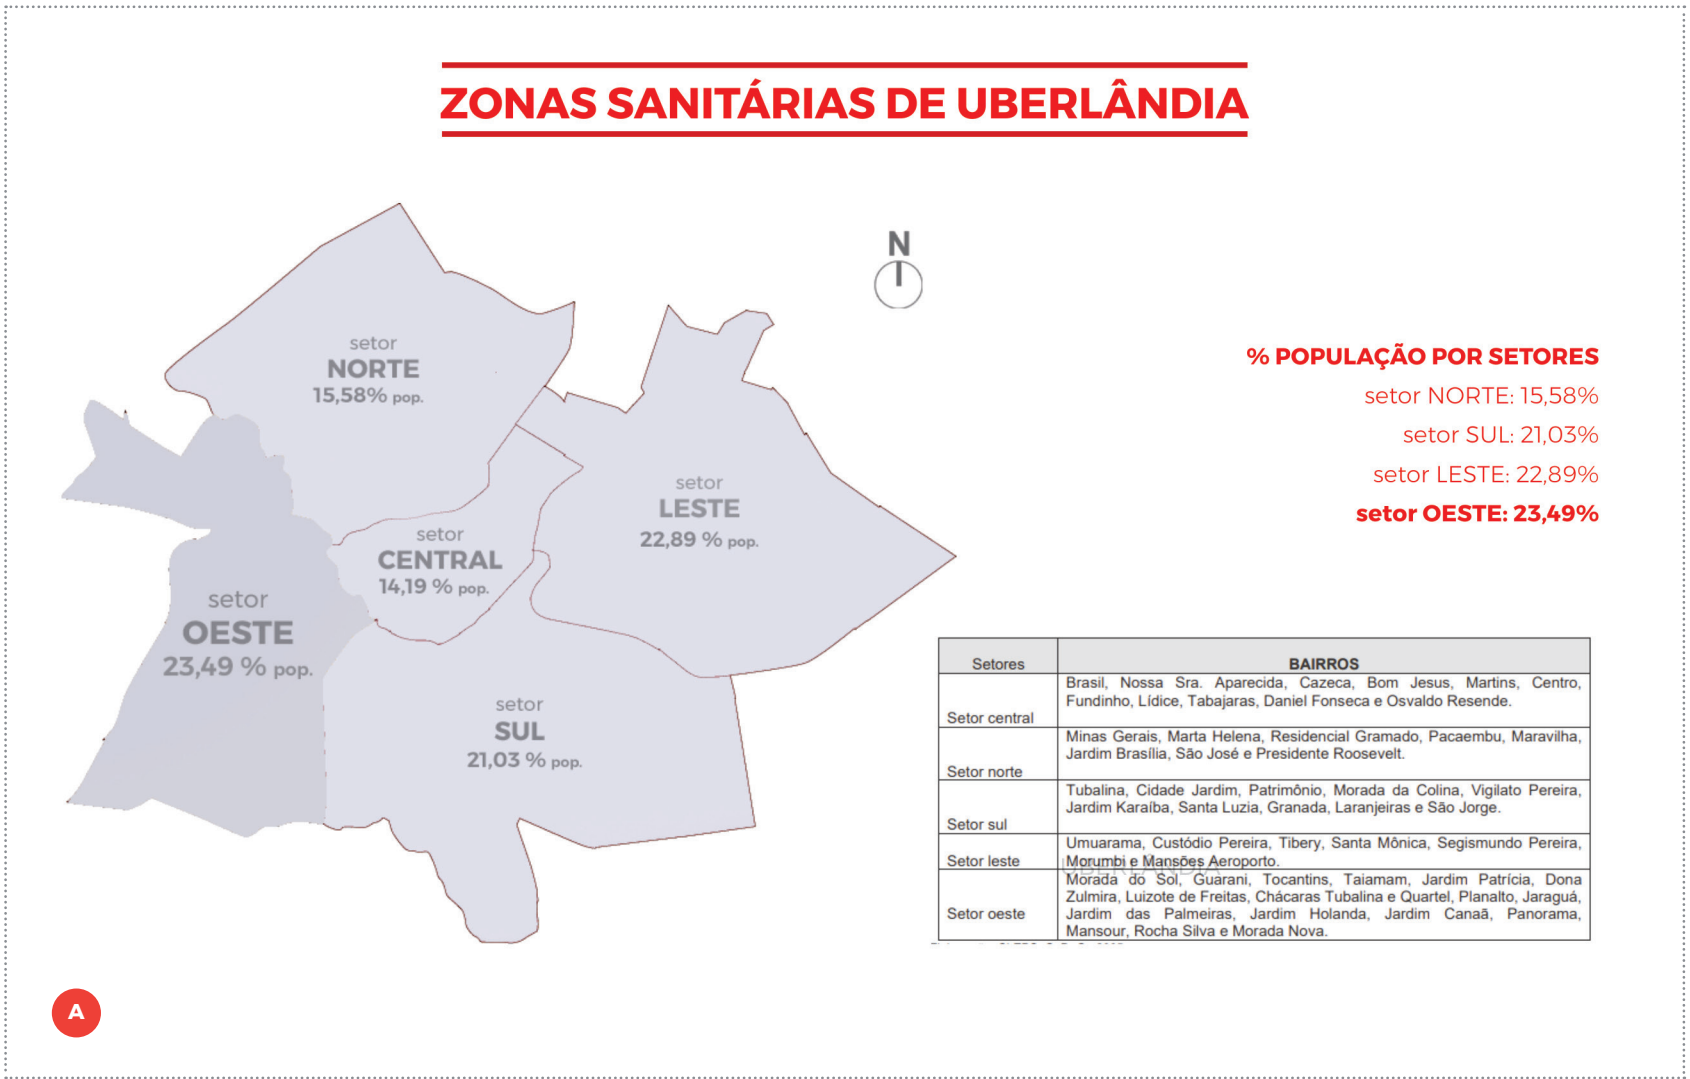 ZONAS SANITÁRIAS DE UBERLÂNDIA
N
setor
NORTE
15,58% pop.
setor
LESTE
22,89 % pop.
setor
CENTRAL
14,19 % pop.
setor
OESTE
23,49 % pop.
setor
SUL
21,03 % pop.
% POPULAÇÃO POR SETORES
setor NORTE: 15,58%
setor SUL: 21,03%
setor LESTE: 22,89%
setor OESTE: 23,49%
Setores BAIRROS
Brasil, Nossa Sra. Aparecida, Cazeca, Bom Jesus, Martins, Centro,
Fundinho, Lídice, Tabajaras, Daniel Fonseca e Osvaldo Resende.
Setor central
Minas Gerais, Marta Helena, Residencial Gramado, Pacaembu, Maravilha,
Jardim Brasília, São José e Presidente Roosevelt.
Setor norte
Tubalina, Cidade Jardim, Patrimônio, Morada da Colina, Vigilato Pereira,
Jardim Karaíba, Santa Luzia, Granada, Laranjeiras e São Jorge.
Setor sul
Umuarama, Custódio Pereira, Tibery, Santa Mônica, Segismundo Pereira,
Setor leste Morumbi e Mansões Aeroporto.
UBERLÂNDIA
Morada do Sol, Guarani, Tocantins, Taiamam, Jardim Patrícia, Dona
Zulmira, Luizote de Freitas, Chácaras Tubalina e Quartel, Planalto, Jaraguá,
Setor oeste Jardim das Palmeiras, Jardim Holanda, Jardim Canaã, Panorama,
Mansour, Rocha Silva e Morada Nova.
A